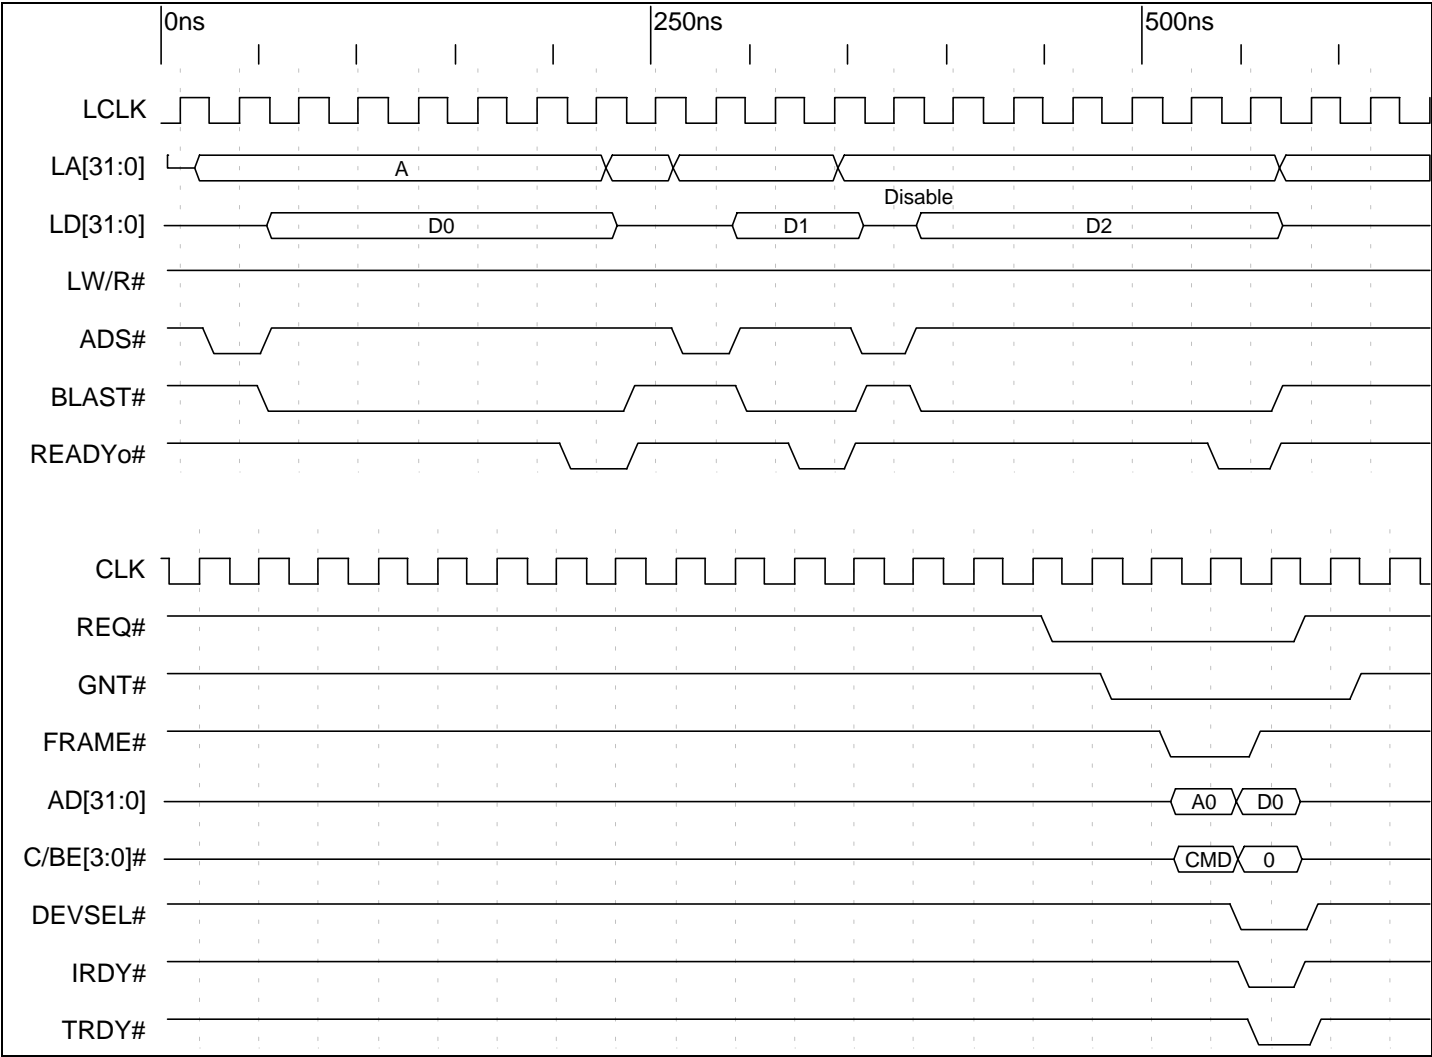 0ns 250ns 500ns
LCLK
LA[31:0] A
Disable
LD[31:0] D0 D1 D2
LW/R#
ADS#
BLAST#
READYo#
CLK
REQ#
GNT#
FRAME#
AD[31:0] A0 D0
C/BE[3:0]# CMD 0
DEVSEL#
IRDY#
TRDY#